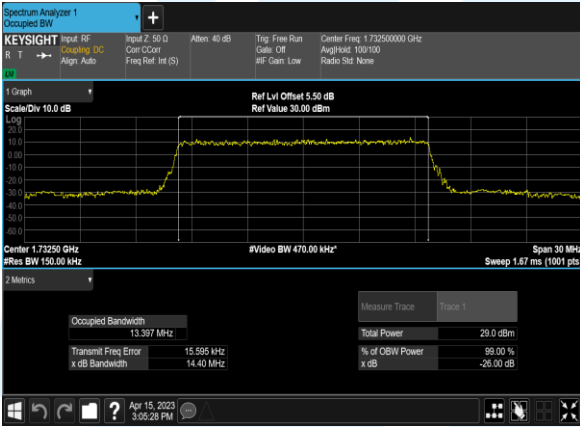 Spectrum Analyzer 1
Occupied BW
+
KEYSIGHT
R T
Input: RF
Coupling: DC
Align: Auto
Input Z: 50 Ω
Corr CCorr
Freq Ref: Int (S)
Atten: 40 dB
Trig: Free Run
Gate: Off
#IF Gain: Low
Center Freq: 1.732500000 GHz
Avg|Hold: 100/100
Radio Std: None
1 Graph
Scale/Div 10.0 dB
Ref Lvl Offset 5.50 dB
Ref Value 30.00 dBm
Log
20.0
10.0
0.00
-10.0
-20.0
-30.0
-40.0
-50.0
-60.0
Center 1.73250 GHz
#Res BW 150.00 kHz
#Video BW 470.00 kHz*
Span 30 MHz
Sweep 1.67 ms (1001 pts
2 Metrics
Measure Trace Trace 1
Occupied Bandwidth
13.397 MHz
Total Power 29.0 dBm
Transmit Freq Error 15.595 kHz
x dB Bandwidth 14.40 MHz
% of OBW Power 99.00 %
x dB -26.00 dB
?
Apr 15, 2023
3:05:28 PM